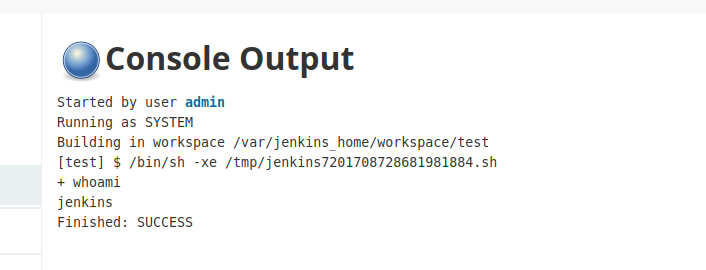 Console Output
Started by user admin
Running as SYSTEM
Building in workspace /var/jenkins_home/workspace/test
[test] $ /bin/sh -xe /tmp/jenkins7201708728681981884.sh
+ whoami
jenkins
Finished: SUCCESS